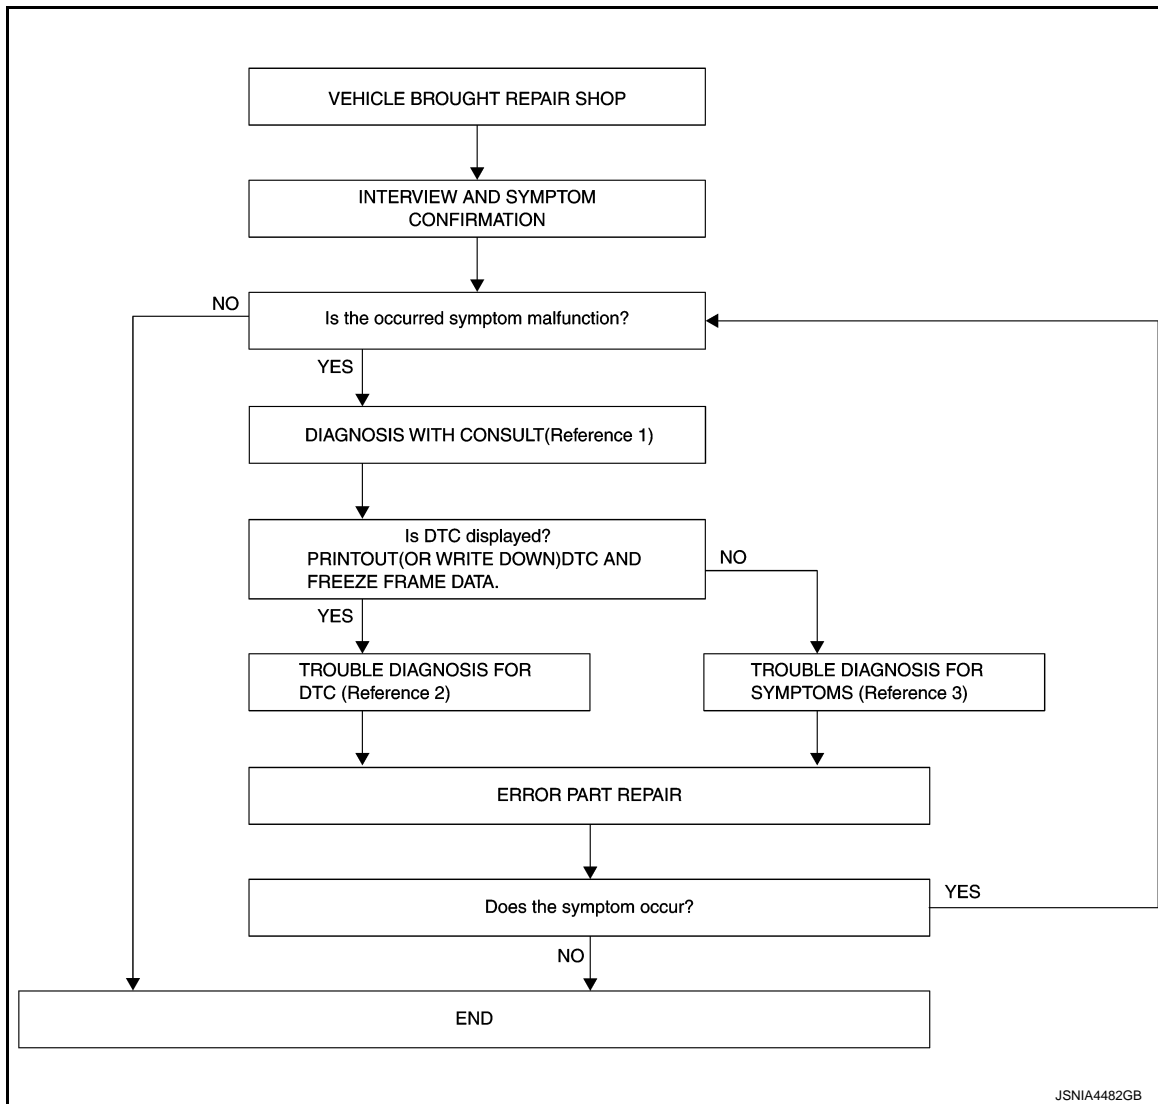 VEHICLE BROUGHT REPAIR SHOP
INTERVIEW AND SYMPTOM
CONFIRMATION
NO
Is the occurred symptom malfunction?
YES
DIAGNOSIS WITH CONSULT(Reference 1)
Is DTC displayed?
PRINTOUT(OR WRITE DOWN)DTC AND
FREEZE FRAME DATA.
NO
YES
TROUBLE DIAGNOSIS FOR
DTC (Reference 2)
TROUBLE DIAGNOSIS FOR
SYMPTOMS (Reference 3)
ERROR PART REPAIR
Does the symptom occur?
YES
NO
END
JSNIA4482GB